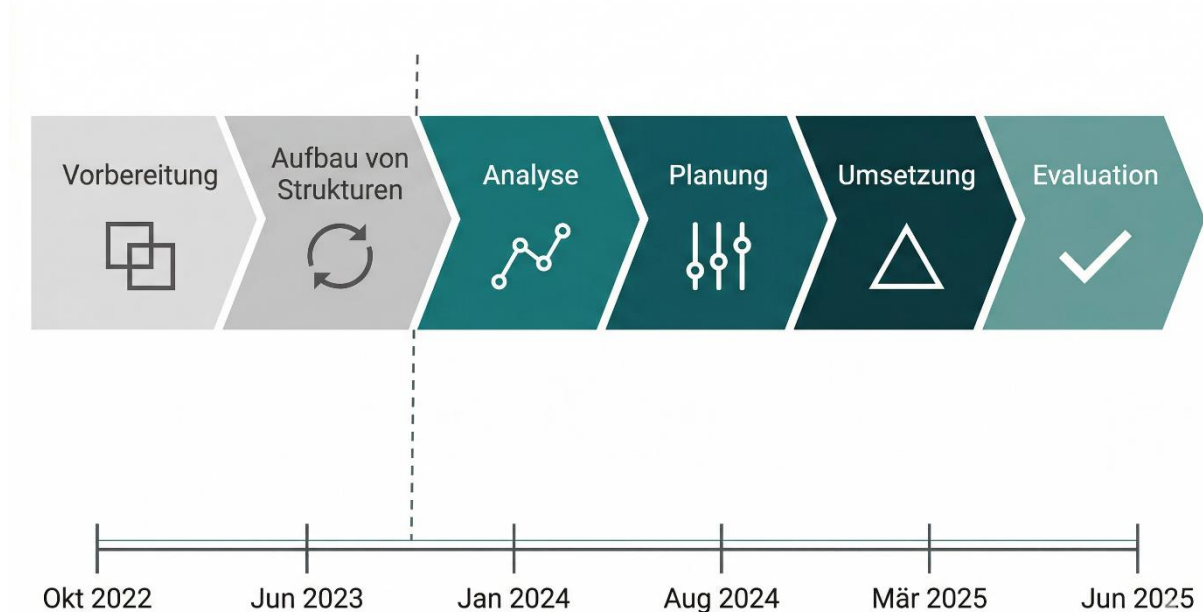 Vorbereitung
Aufbau von
Strukturen
Analyse
Planung
Umsetzung
Evaluation
Okt 2022
Jun 2023
Jan 2024
Aug 2024
Mär 2025
Jun 2025